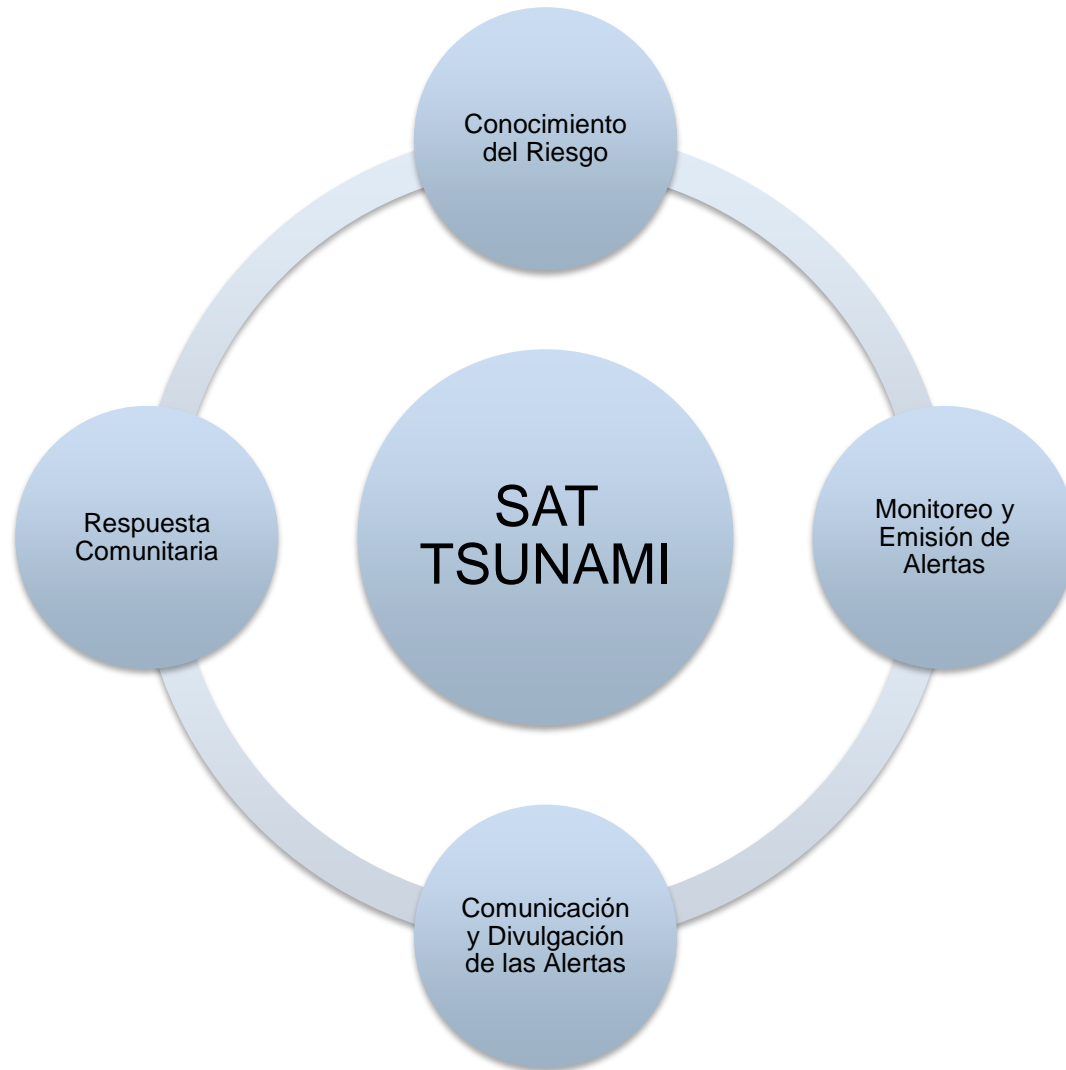 Conocimiento
del Riesgo
SAT
TSUNAMI
Respuesta
Comunitaria
Monitoreo y
Emisión de
Alertas
Comunicación
y Divulgación
de las Alertas